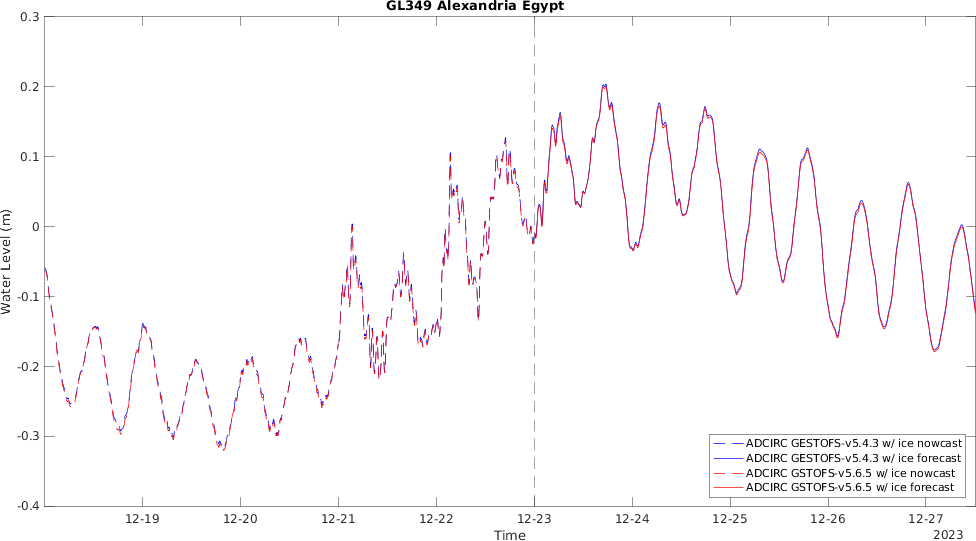 GL349 Alexandria Egypt
0.3
0.2
0.1
0
-0.1
-0.2
-0.3
-0.4
Water Level (m)
ADCIRC GESTOFS-v5.4.3 w/ ice nowcast
ADCIRC GESTOFS-v5.4.3 w/ ice forecast
ADCIRC GSTOFS-v5.6.5 w/ ice nowcast
ADCIRC GSTOFS-v5.6.5 w/ ice forecast
12-19 12-20 12-21 12-22 12-23 12-24 12-25 12-26 12-27
Time
2023